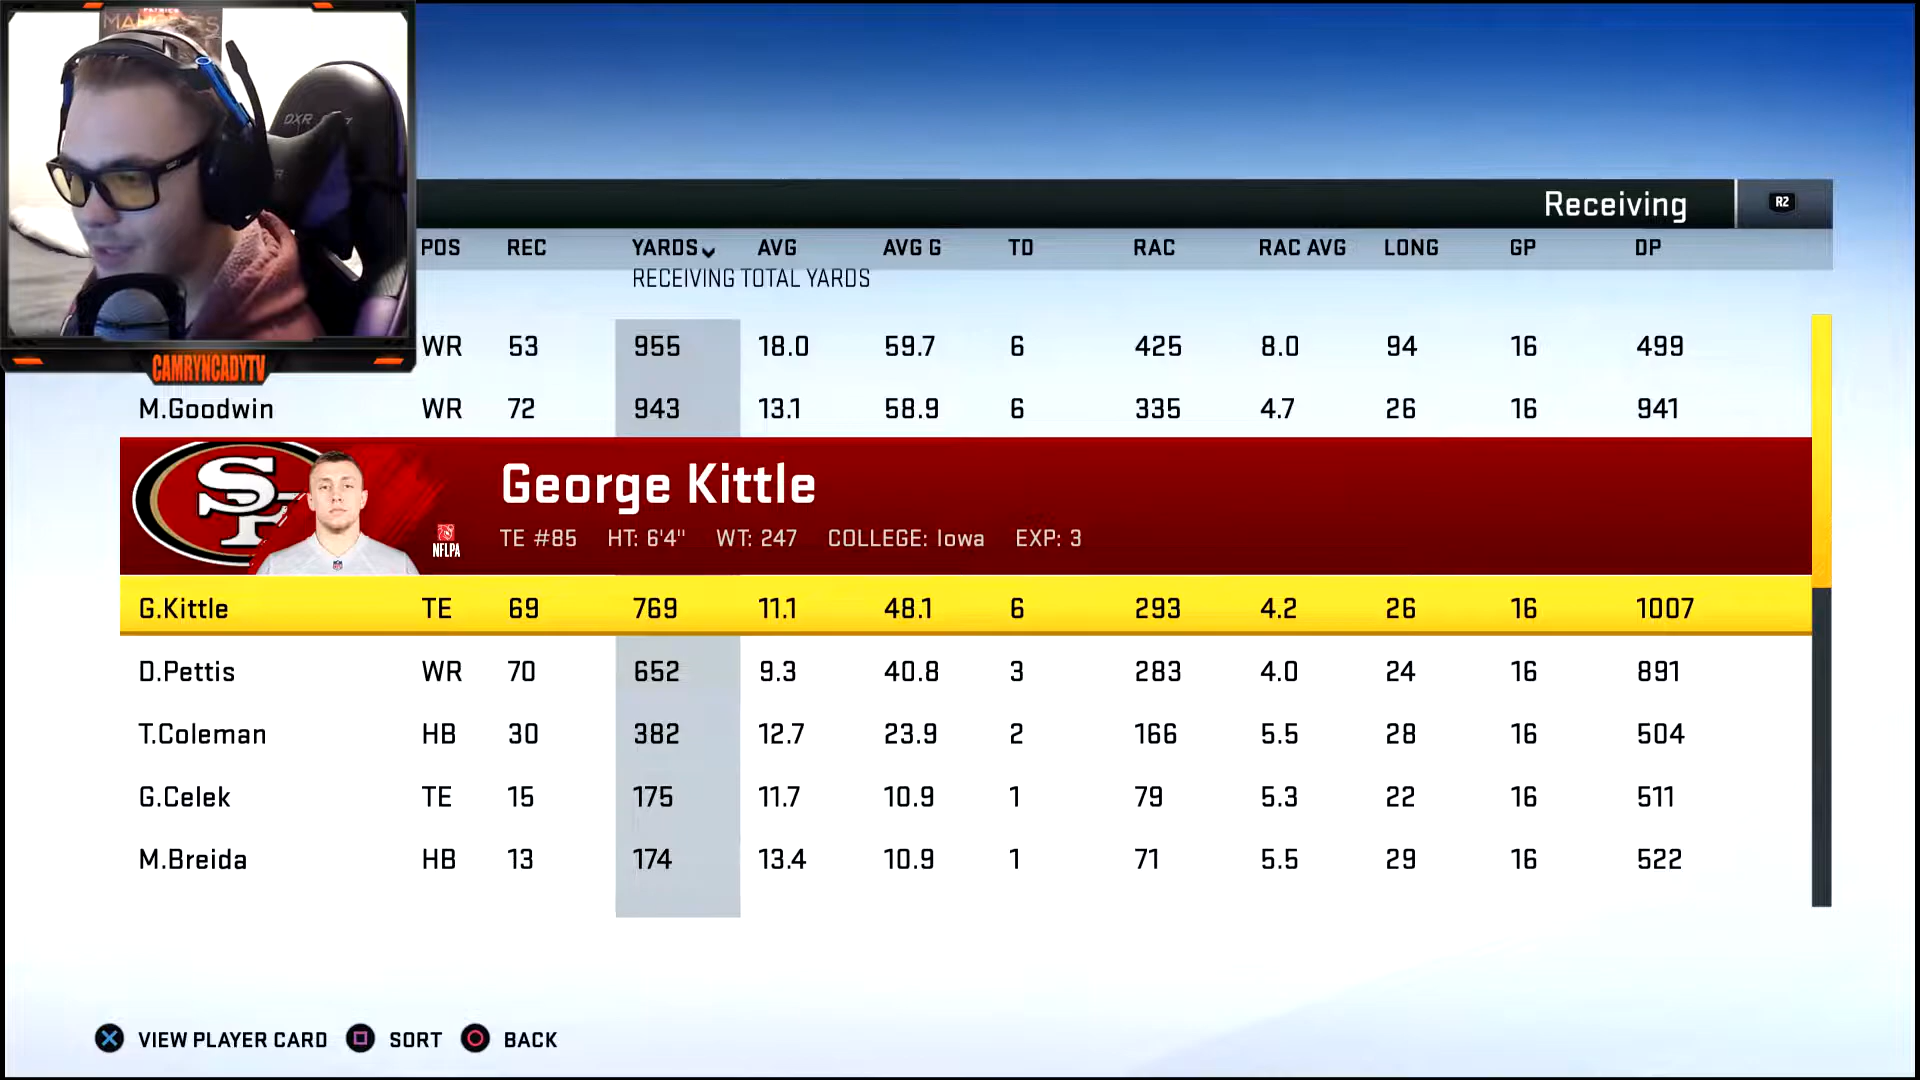 MAHOMES
DXR
Receiving
R2
POS REC YARDS AVG AVG G TD RAC RAC AVG LONG GP DP
RECEIVING TOTAL YARDS
WR 53 955 18.0 59.7 6 425 8.0 94 16 499
CAMRYNCADYTV
M.Goodwin WR 72 943 13.1 58.9 6 335 4.7 26 16 941
SF
George Kittle
NFLPA
TE #85 HT: 6'4" WT: 247 COLLEGE: Iowa EXP: 3
G.Kittle TE 69 769 11.1 48.1 6 293 4.2 26 16 1007
D.Pettis WR 70 652 9.3 40.8 3 283 4.0 24 16 891
T.Coleman HB 30 382 12.7 23.9 2 166 5.5 28 16 504
G.Celek TE 15 175 11.7 10.9 1 79 5.3 22 16 511
M.Breida HB 13 174 13.4 10.9 1 71 5.5 29 16 522
VIEW PLAYER CARD SORT BACK